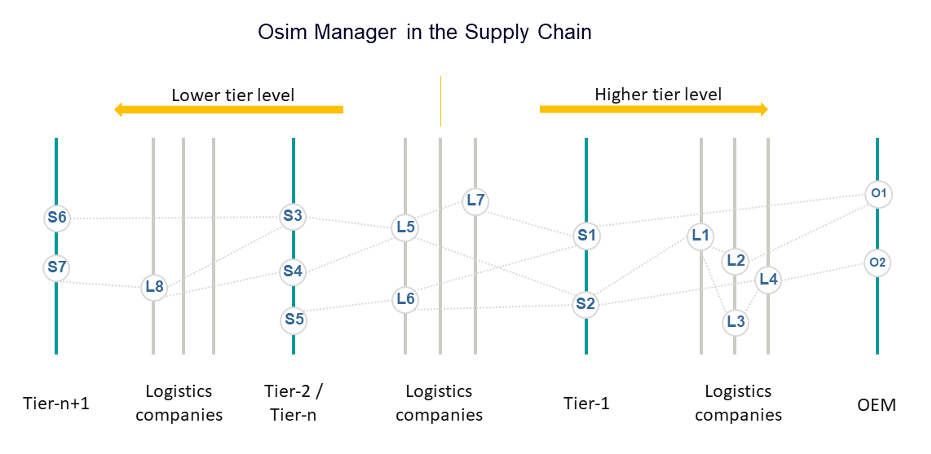 Osim Manager in the Supply Chain
Lower tier level
Higher tier level
S6
S7
L8
S3
S4
S5
L5
L6
L7
S1
S2
L1
L2
L3
L4
O1
O2
Tier-n+1
Logistics
companies
Tier-2 /
Tier-n
Logistics
companies
Tier-1
Logistics
companies
OEM